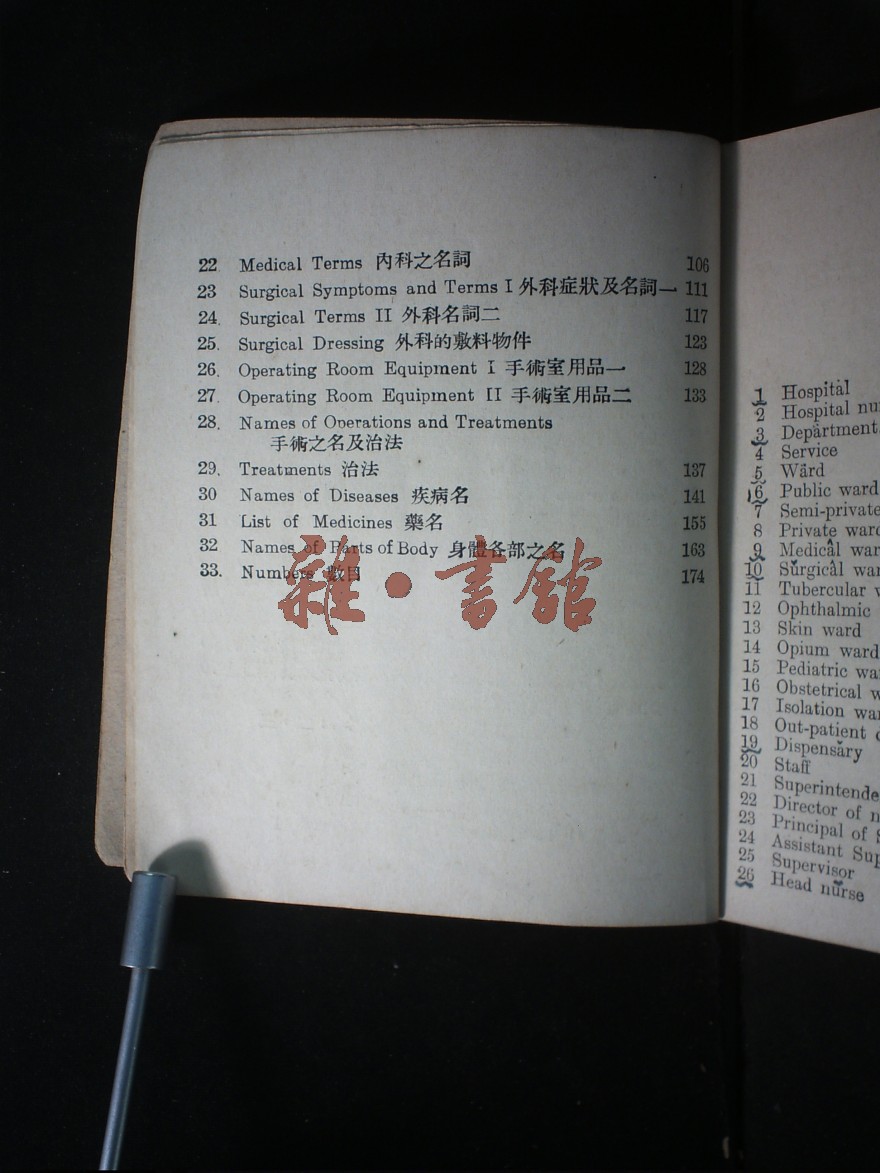 22. Medical Terms 內科之名詞 106
23 Surgical Symptoms and Terms I 外科症狀及名詞一 111
24. Surgical Terms II 外科名詞二 117
25. Surgical Dressing 外科的敷料物件 123
26. Operating Room Equipment I 手術室用品一 128
27. Operating Room Equipment II 手術室用品二 133
28. Names of Operations and Treatments
手術之名及治法
29. Treatments 治法 137
30 Names of Diseases 疾病名 141
31 List of Medicines 藥名 155
32 Names of Parts of Body 身體各部之名 163
33. Numbers 數目 174
雜·書館
1 Hospital
2 Hospital nu
3 Department
4 Service
5 Ward
6 Public ward
7 Semi-private
8 Private ward
9 Medical war
10 Surgical wa
11 Tubercular
12 Ophthalmic
13 Skin ward
14 Opium ward
15 Pediatric wa
16 Obstetrical w
17 Isolation wa
18 Out-patient
19 Dispensary
20 Staff
21 Superintende
22 Director of n
23 Principal of S
24 Assistant Sup
25 Supervisor
26 Head nurse